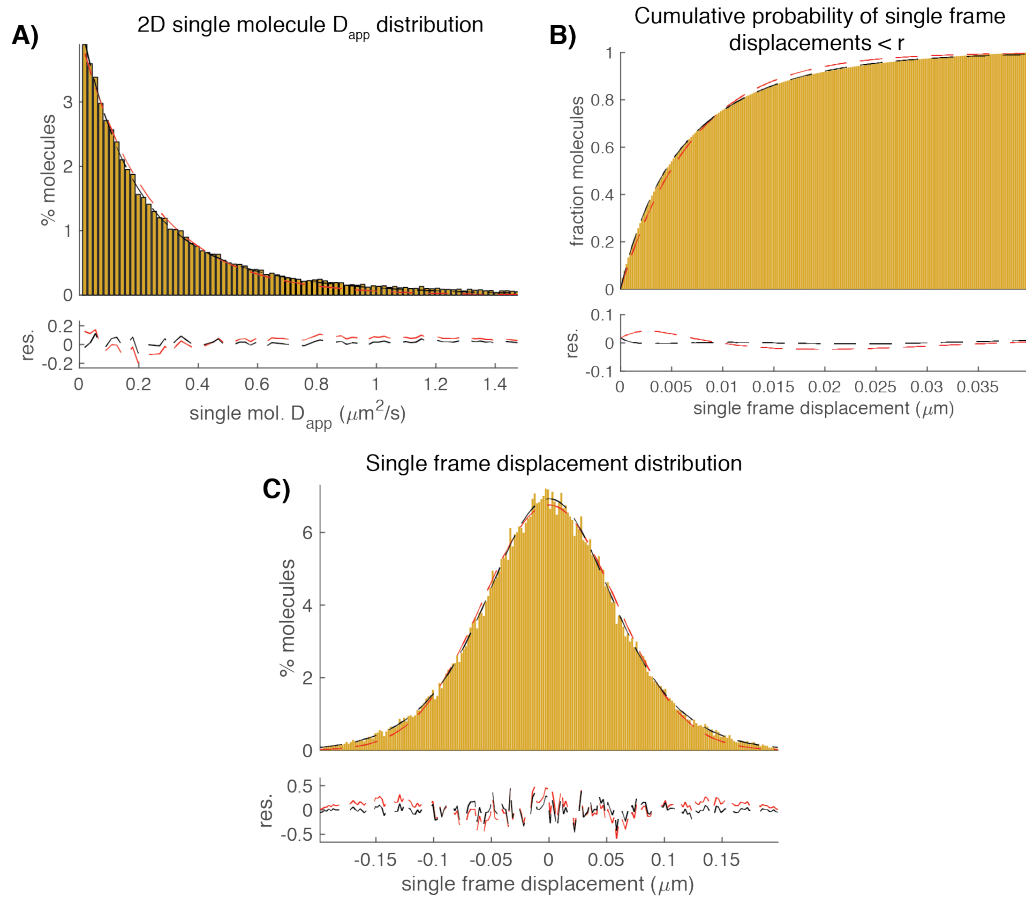 A)
2D single molecule Dapp distribution
% molecules
3
2
1
0
res.
0.2
0
-0.2
0 0.2 0.4 0.6 0.8 1 1.2 1.4
single mol. Dapp (μm2/s)
B)
Cumulative probability of single frame
displacements < r
fraction molecules
1
0.8
0.6
0.4
0.2
0
res.
0.1
0
-0.1
0 0.005 0.01 0.015 0.02 0.025 0.03 0.035
single frame displacement (μm)
C)
Single frame displacement distribution
% molecules
6
4
2
0
res.
0.5
0
-0.5
-0.15 -0.1 -0.05 0 0.05 0.1 0.15
single frame displacement (μm)